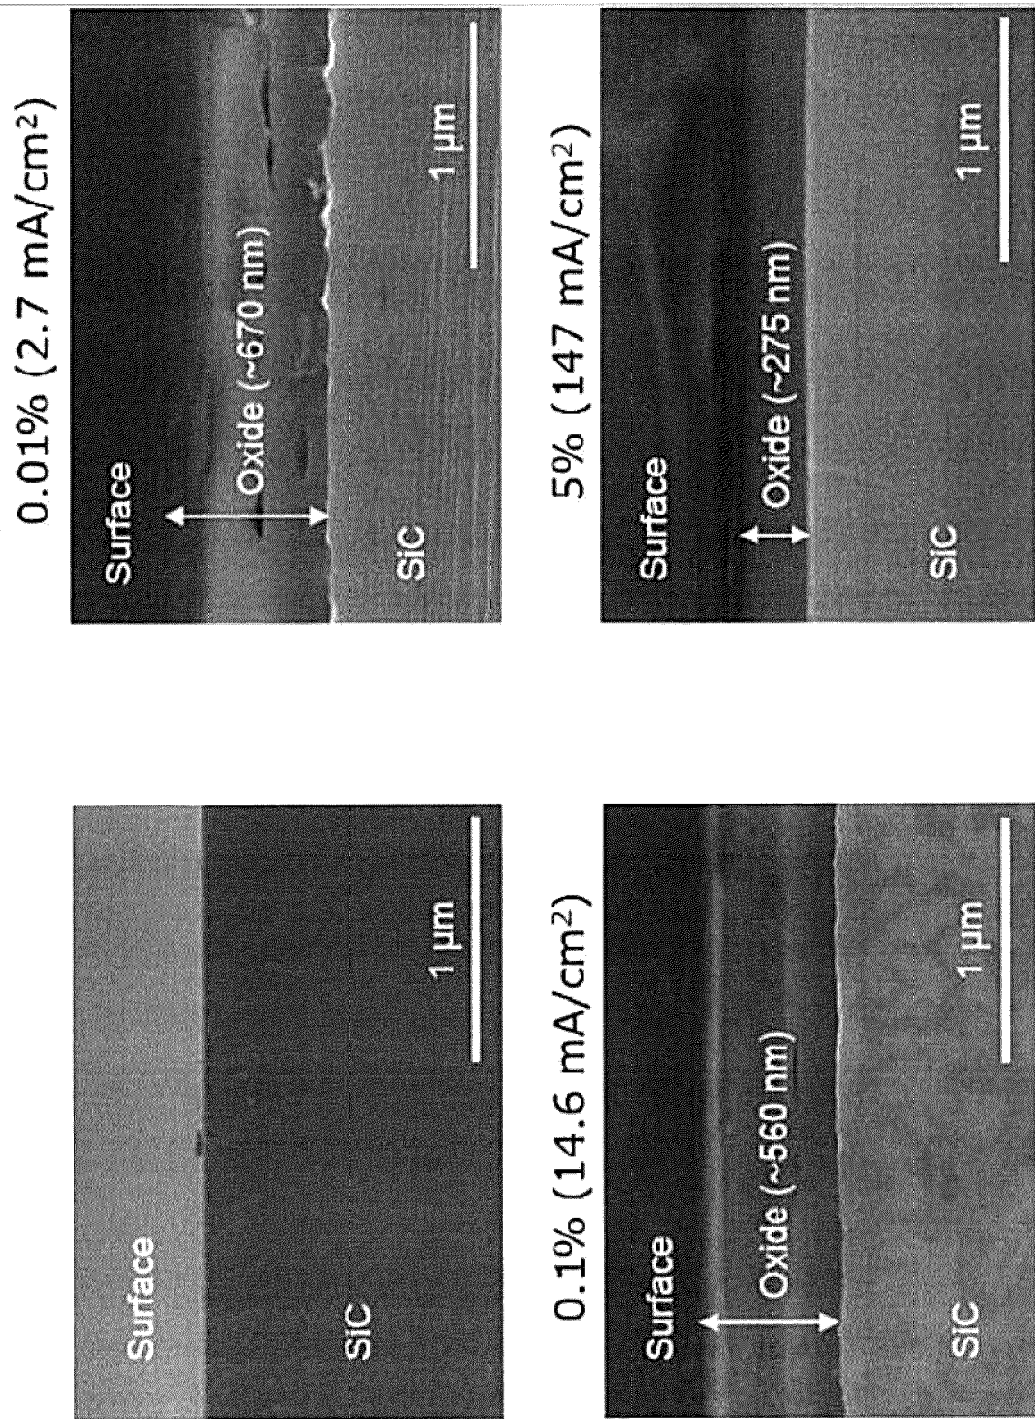 Surface
1 µm
SiC
0.01% (2.7 mA/cm²)
Surface
Oxide (~670 nm)
1 µm
SiC
0.1% (14.6 mA/cm²)
Surface
Oxide (~560 nm)
1 µm
SiC
5% (147 mA/cm²)
Surface
Oxide (~275 nm)
1 µm
SiC